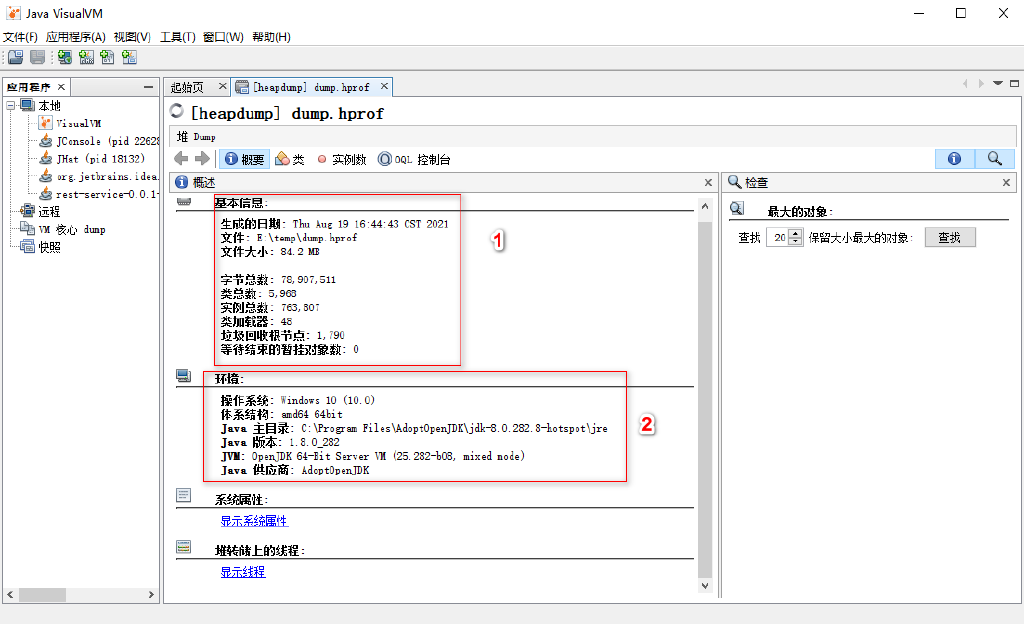 Java VisualVM
文件(F) 应用程序(A) 视图(V) 工具(T) 窗口(W) 帮助(H)
应用程序
本地
VisualVM
JConsole (pid 22628
JHat (pid 18132)
org.jetbrains.idea.
rest-service-0.0.1-
远程
VM 核心 dump
快照
起始页 [heapdump] dump.hprof
[heapdump] dump.hprof
堆 Dump
概要 类 实例数 OQL 控制台
概述
基本信息:
生成的日期: Thu Aug 19 16:44:43 CST 2021
文件: E:\temp\dump.hprof
文件大小: 84.2 MB
字节总数: 78,907,511
类总数: 5,968
实例总数: 763,807
类加载器: 48
垃圾回收根节点: 1,790
等待结束的暂挂对象数: 0
1
环境:
操作系统: Windows 10 (10.0)
体系结构: amd64 64bit
Java 主目录: C:\Program Files\AdoptOpenJDK\jdk-8.0.282.8-hotspot\jre
Java 版本: 1.8.0_282
JVM: OpenJDK 64-Bit Server VM (25.282-b08, mixed mode)
Java 供应商: AdoptOpenJDK
2
系统属性:
显示系统属性
堆转储上的线程:
显示线程
检查
最大的对象:
查找 20 保留大小最大的对象: 查找